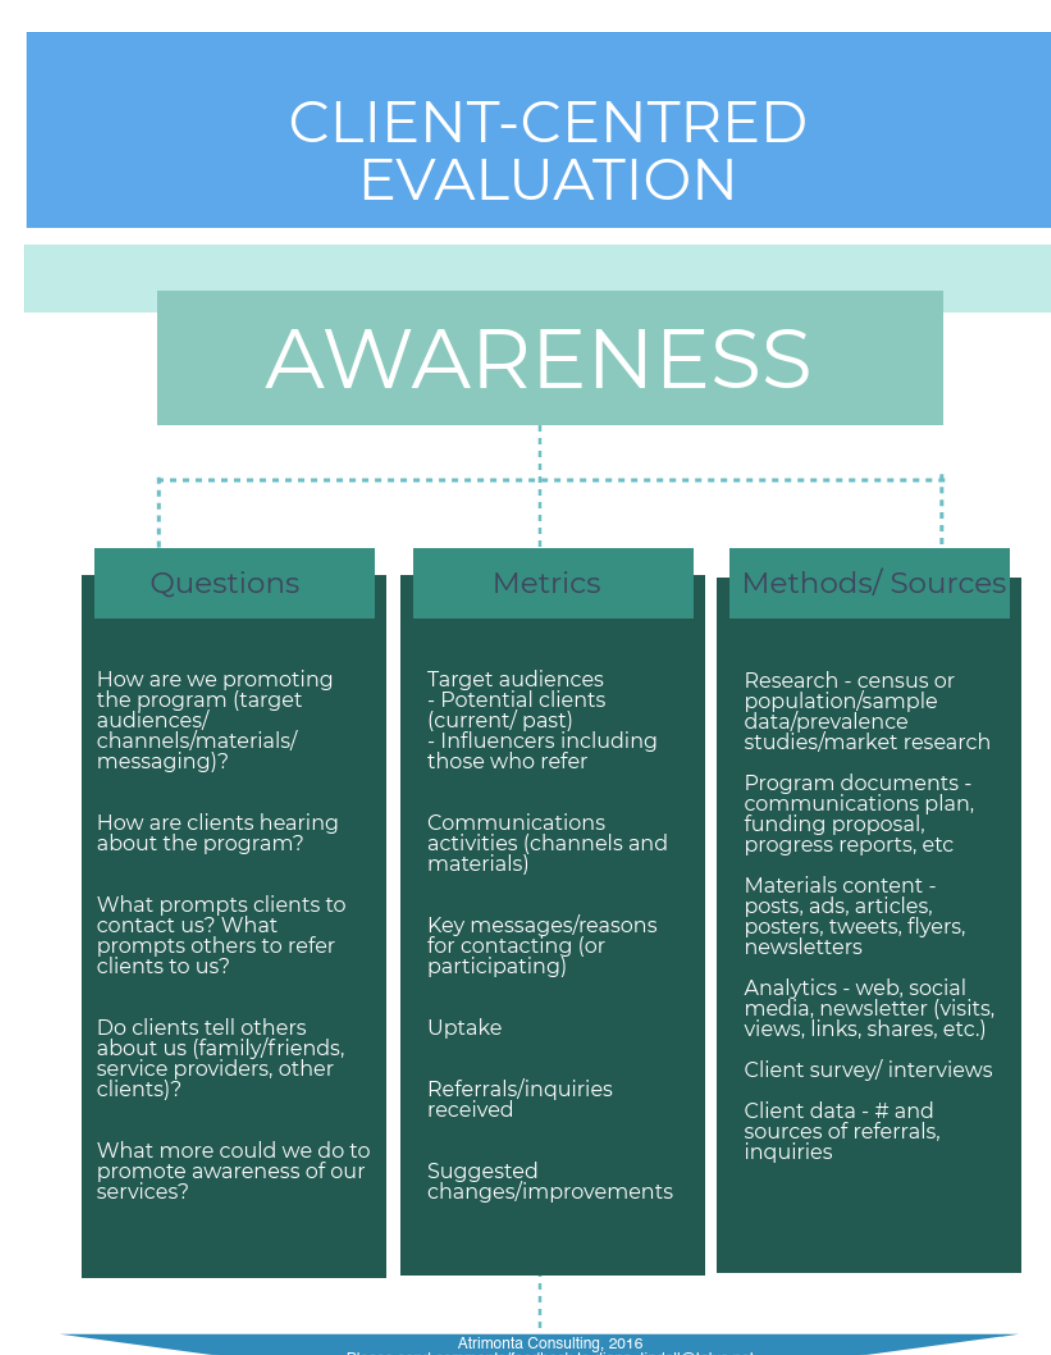 CLIENT-CENTRED
EVALUATION
AWARENESS
Questions
How are we promoting
the program (target
audiences/
channels/materials/
messaging)?
How are clients hearing
about the program?
What prompts clients to
contact us? What
prompts others to refer
clients to us?
Do clients tell others
about us (family/friends,
service providers, other
clients)?
What more could we do to
promote awareness of our
services?
Metrics
Target audiences
- Potential clients
(current/ past)
- Influencers including
those who refer
Communications
activities (channels and
materials)
Key messages/reasons
for contacting (or
participating)
Uptake
Referrals/inquiries
received
Suggested
changes/improvements
Methods/ Sources
Research - census or
population/sample
data/prevalence
studies/market research
Program documents -
communications plan,
funding proposal,
progress reports, etc
Materials content -
posts, ads, articles,
posters, tweets, flyers,
newsletters
Analytics - web, social
media, newsletter (visits,
views, links, shares, etc.)
Client survey/ interviews
Client data - # and
sources of referrals,
inquiries
Atrimonta Consulting, 2016